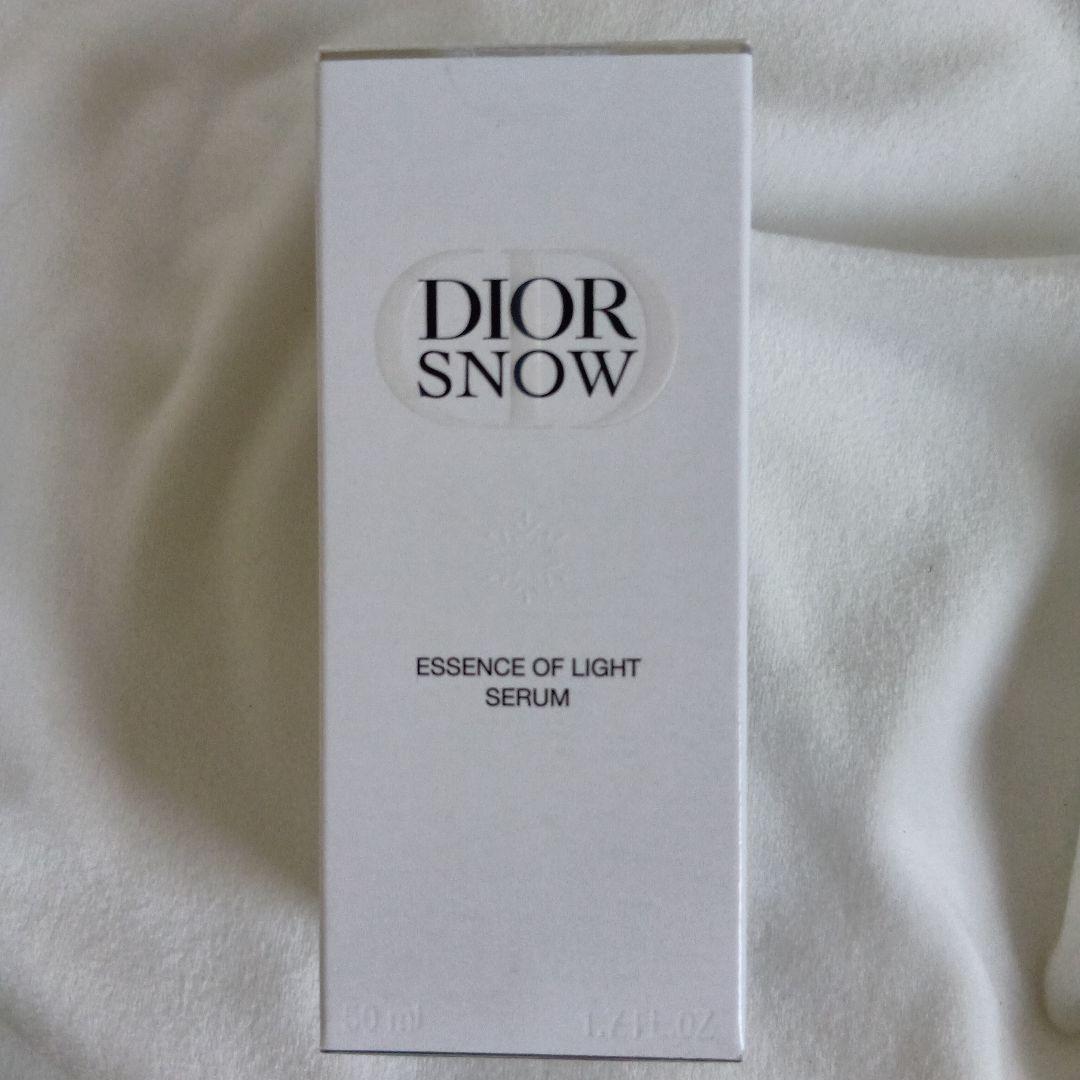 DIOR
SNOW
ESSENCE OF LIGHT
SERUM
50 ml 1.7 fl. oz